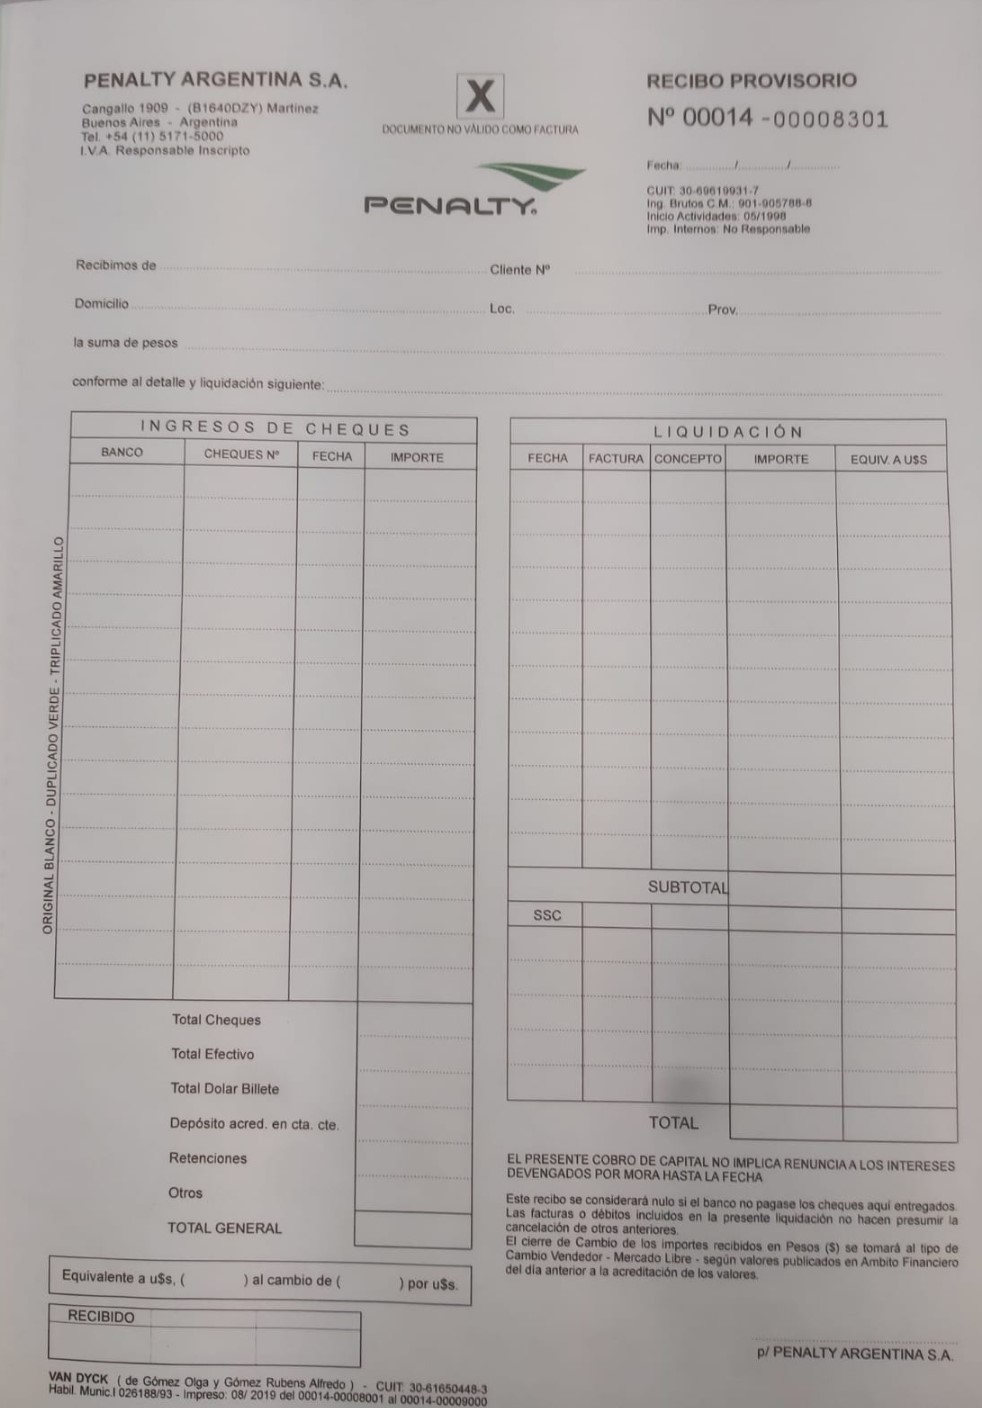 PENALTY ARGENTINA S.A.
Cangallo 1909 - (B1640DZY) Martinez
Buenos Aires - Argentina
Tel. +54 (11) 5171-5000
I.V.A. Responsable Inscripto
X
DOCUMENTO NO VÁLIDO COMO FACTURA
PENALTY
RECIBO PROVISORIO
Nº 00014 -00008301
Fecha: ........../........../..........
CUIT: 30-69619931-7
Ing. Brutos C.M.: 901-905788-8
Inicio Actividades: 05/1998
Imp. Internos: No Responsable
Recibimos de
Cliente Nº
Domicilio
Loc.
Prov.
la suma de pesos
conforme al detalle y liquidación siguiente:
INGRESOS DE CHEQUES
BANCO CHEQUES Nº FECHA IMPORTE
ORIGINAL BLANCO - DUPLICADO VERDE - TRIPLICADO AMARILLO
Total Cheques
Total Efectivo
Total Dolar Billete
Depósito acred. en cta. cte.
Retenciones
Otros
TOTAL GENERAL
Equivalente a u$s, ( ) al cambio de ( ) por u$s.
RECIBIDO
LIQUIDACIÓN
FECHA FACTURA CONCEPTO IMPORTE EQUIV. A U$S
SUBTOTAL
SSC
TOTAL
EL PRESENTE COBRO DE CAPITAL NO IMPLICA RENUNCIA A LOS INTERESES
DEVENGADOS POR MORA HASTA LA FECHA
Este recibo se considerará nulo si el banco no pagase los cheques aquí entregados.
Las facturas o débitos incluidos en la presente liquidación no hacen presumir la
cancelación de otros anteriores.
El cierre de Cambio de los importes recibidos en Pesos ($) se tomará al tipo de
Cambio Vendedor - Mercado Libre - según valores publicados en Ambito Financiero
del día anterior a la acreditación de los valores.
p/ PENALTY ARGENTINA S.A.
VAN DYCK ( de Gómez Olga y Gómez Rubens Alfredo ) - CUIT: 30-61650448-3
Habil. Munic.I 026188/93 - Impreso: 08/ 2019 del 00014-00008001 al 00014-00009000